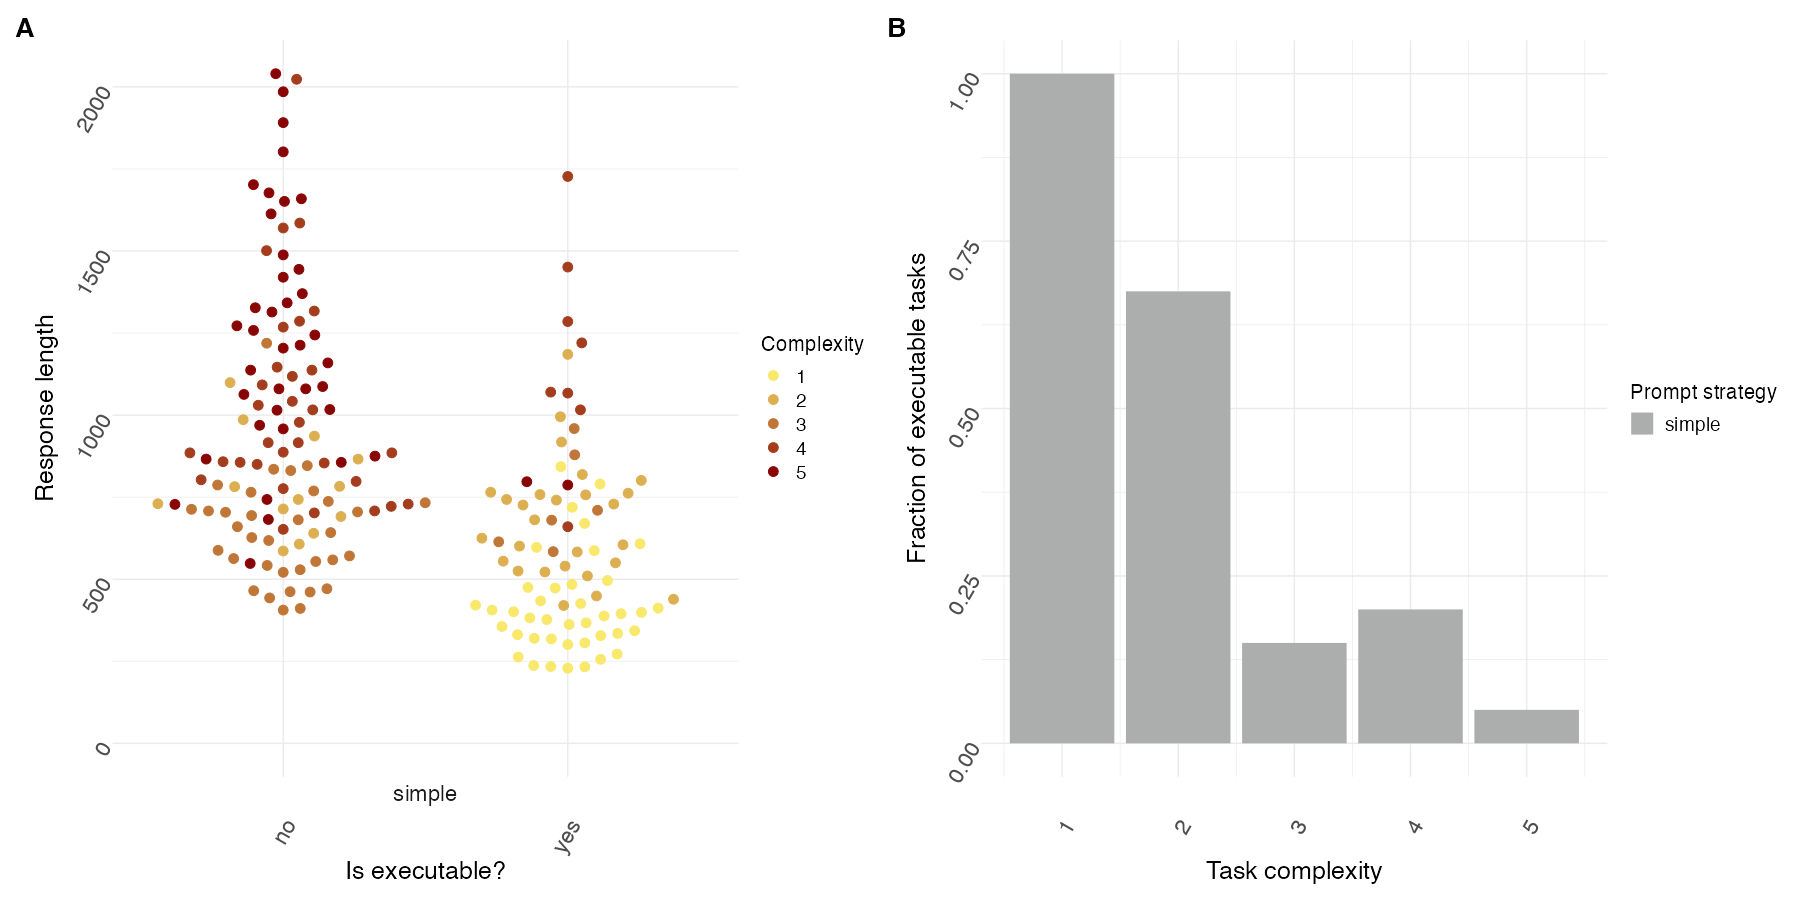 A
Response length
2000
1500
1000
500
0
simple
no
yes
Is executable?
Complexity
1
2
3
4
5
B
Fraction of executable tasks
1.00
0.75
0.50
0.25
0.00
1
2
3
4
5
Task complexity
Prompt strategy
simple